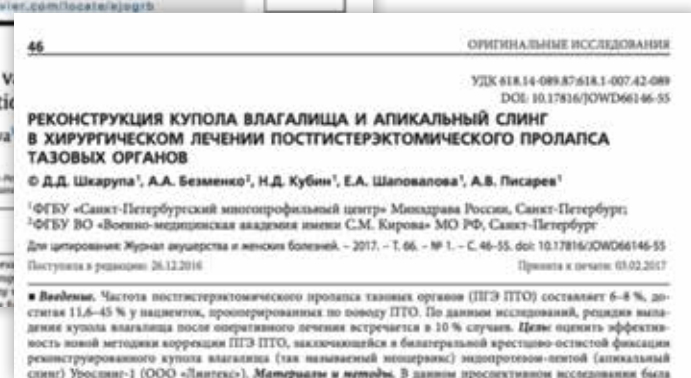 vier.com/locate/ejogrb
46
ОРИГИНАЛЬНЫЕ ИССЛЕДОВАНИЯ
УДК 618.14-089.87:618.1-007.42-089
DOI: 10.17816/JOWD66146-55
РЕКОНСТРУКЦИЯ КУПОЛА ВЛАГАЛИЩА И АПИКАЛЬНЫЙ СЛИНГ
В ХИРУРГИЧЕСКОМ ЛЕЧЕНИИ ПОСТГИСТЕРЭКТОМИЧЕСКОГО ПРОЛАПСА
ТАЗОВЫХ ОРГАНОВ
© Д.Д. Шкарупа¹, А.А. Безменко², Н.Д. Кубин¹, Е.А. Шаповалова¹, А.В. Писарев¹
¹ФГБУ «Санкт-Петербургский многопрофильный центр» Минздрава России, Санкт-Петербург;
²ФГБУ ВО «Военно-медицинская академия имени С.М. Кирова» МО РФ, Санкт-Петербург
Для цитирования: Журнал акушерства и женских болезней. – 2017. – Т. 66. – № 1. – С. 46–55. doi: 10.17816/JOWD66146-55
Поступила в редакцию: 26.12.2016
Принята к печати: 03.02.2017
■ Введение. Частота постгистерэктомического пролапса тазовых органов (ПГЭ ПТО) составляет 6–8 %, до-
стигая 11,6–45 % у пациенток, прооперированных по поводу ПТО. По данным исследований, рецидив выпа-
дения купола влагалища после оперативного лечения встречается в 10 % случаев. Цель: оценить эффектив-
ность новой методики коррекции ПГЭ ПТО, заключающейся в билатеральной крестцово-остистой фиксации
реконструированного купола влагалища (так называемый неоцервикс) эндопротезом-лентой (апикальный
слинг) Урослинг-1 (ООО «Линтекс»). Материалы и методы. В данном проспективном исследовании была